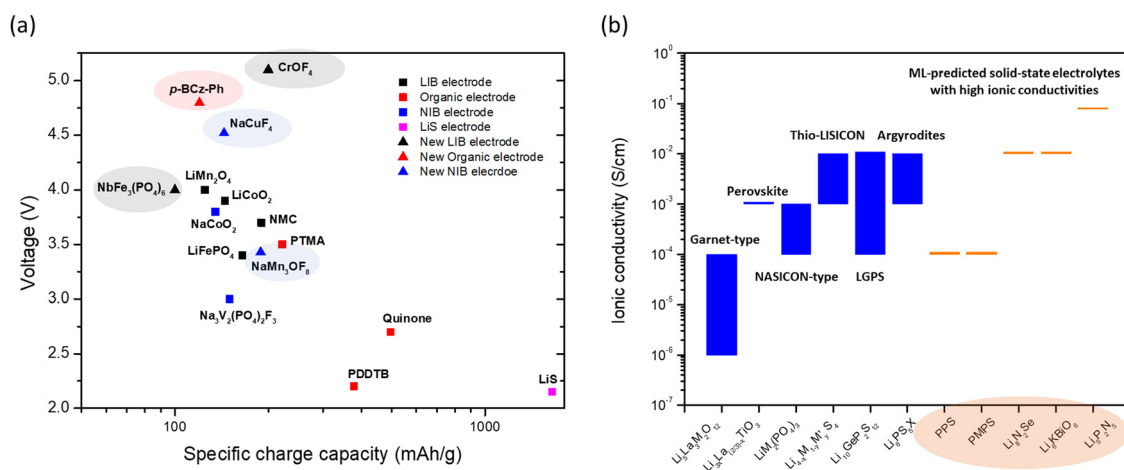 (a)
5.0
4.5
4.0
3.5
3.0
2.5
2.0
Voltage (V)
100
1000
Specific charge capacity (mAh/g)
CrOF4
p-BCz-Ph
NaCuF4
NbFe3(PO4)6
LiMn2O4
LiCoO2
NaCoO2
NMC
PTMA
LiFePO4
NaMn3OF8
Na3V2(PO4)2F3
Quinone
PDDTB
LiS
LIB electrode
Organic electrode
NIB electrode
LiS electrode
New LIB electrode
New Organic electrode
New NIB elecrdoe
(b)
10^0
10^-1
10^-2
10^-3
10^-4
10^-5
10^-6
10^-7
Ionic conductivity (S/cm)
ML-predicted solid-state electrolytes
with high ionic conductivities
Thio-LISICON
Argyrodites
Perovskite
Garnet-type
NASICON-type
LGPS
Li5La3M2O12
Li3xLa(2/3)-xTiO3
LiM2(PO4)3
Li4-xM1-yM'yS4
Li10GeP2S12
Li6PS5X
PPS
PMPS
Li8N2Se
Li6KBiO6
Li5P2N5